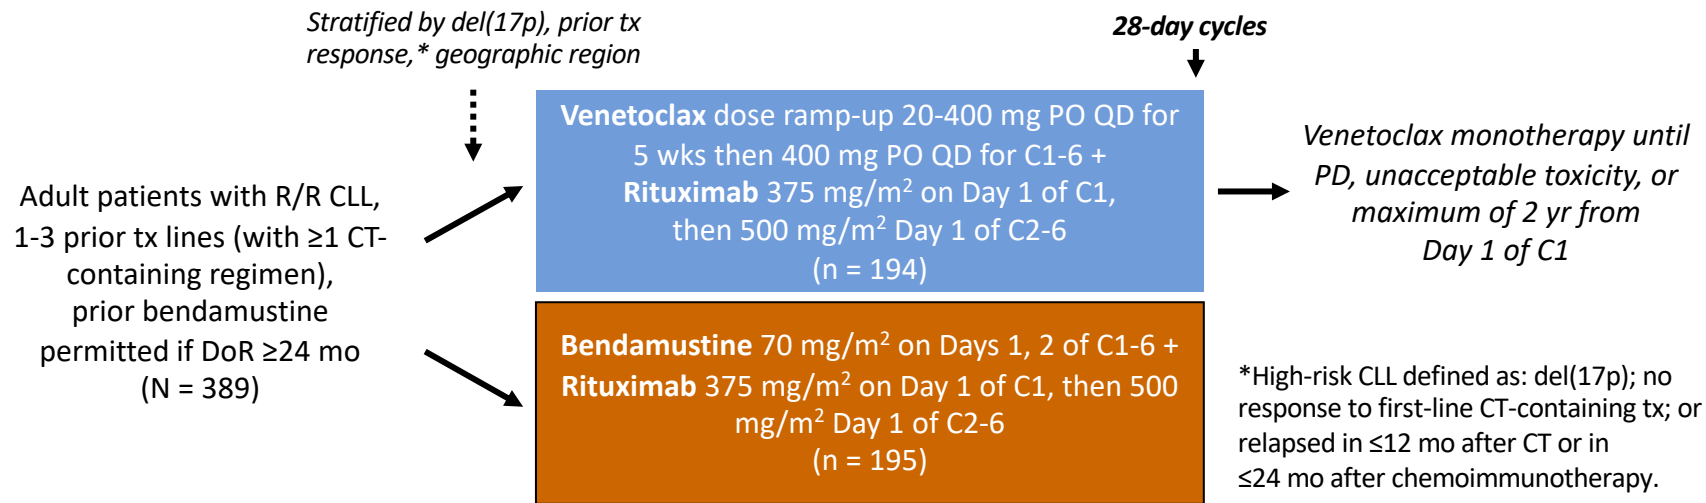 Stratified by del(17p), prior tx
response,* geographic region
28-day cycles
Adult patients with R/R CLL,
1-3 prior tx lines (with ≥1 CT-
containing regimen),
prior bendamustine
permitted if DoR ≥24 mo
(N = 389)
Venetoclax dose ramp-up 20-400 mg PO QD for
5 wks then 400 mg PO QD for C1-6 +
Rituximab 375 mg/m² on Day 1 of C1,
then 500 mg/m² Day 1 of C2-6
(n = 194)
Venetoclax monotherapy until
PD, unacceptable toxicity, or
maximum of 2 yr from
Day 1 of C1
Bendamustine 70 mg/m² on Days 1, 2 of C1-6 +
Rituximab 375 mg/m² on Day 1 of C1, then 500
mg/m² Day 1 of C2-6
(n = 195)
*High-risk CLL defined as: del(17p); no
response to first-line CT-containing tx; or
relapsed in ≤12 mo after CT or in
≤24 mo after chemoimmunotherapy.